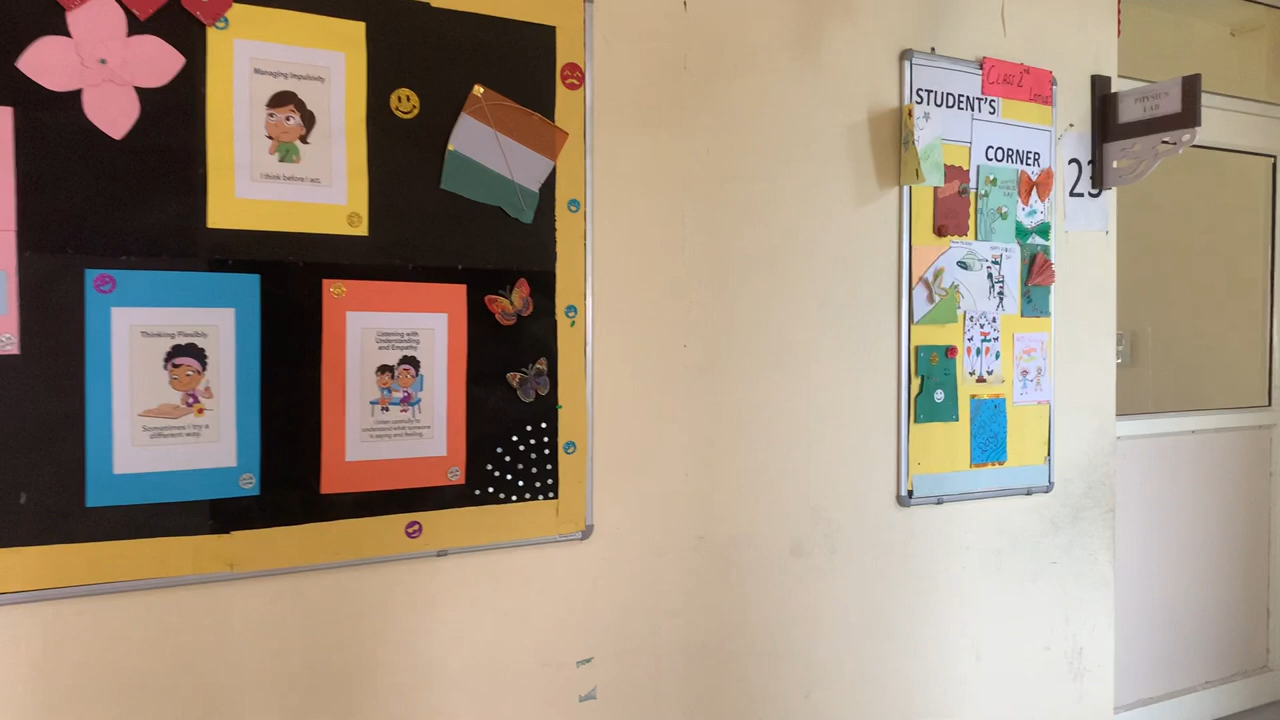 Managing Impulsivity
I think before I act.
Thinking Flexibly
Sometimes I try a
different way.
Listening with
Understanding
and Empathy
I listen carefully to
understand what someone
is saying and feeling.
CLASS 2nd
LOTUS
STUDENT'S
CORNER
23
PHYSICS
LAB